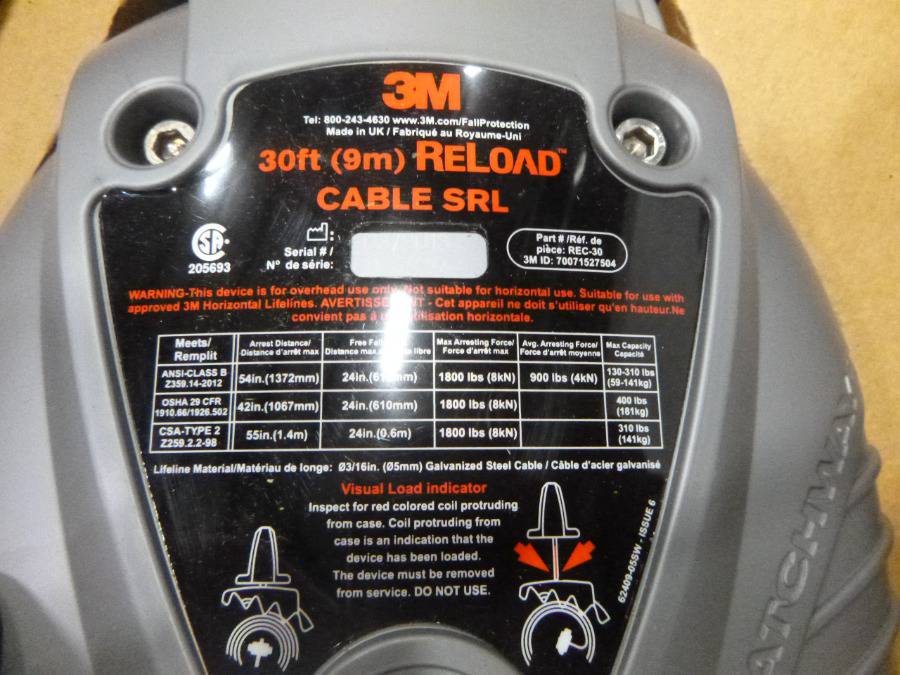 3M
Tel: 800-243-4630 www.3M.com/FallProtection
Made in UK / Fabriqué au Royaume-Uni
30ft (9m) RELOAD™
CABLE SRL
CSA
205693
Serial # /
N° de série:
Part # /Réf. de
pièce: REC-30
3M ID: 70071527504
WARNING-This device is for overhead use only. Not suitable for horizontal use. Suitable for use with
approved 3M Horizontal Lifelines. AVERTISSEMENT - Cet appareil ne doit s'utiliser qu'en hauteur.Ne
convient pas à utilisation horizontale.
Meets/ Remplit Arrest Distance/ Distance d'arrêt max Free Fall Distance max. libre Max Arresting Force/ Force d'arrêt max Avg. Arresting Force/ Force d'arrêt moyenne Max Capacity Capacité
ANSI-CLASS B Z359.14-2012 54in.(1372mm) 24in.(610mm) 1800 lbs (8kN) 900 lbs (4kN) 130-310 lbs (59-141kg)
OSHA 29 CFR 1910.66/1926.502 42in.(1067mm) 24in.(610mm) 1800 lbs (8kN) 400 lbs (181kg)
CSA-TYPE 2 Z259.2.2-98 55in.(1.4m) 24in.(0.6m) 1800 lbs (8kN) 310 lbs (141kg)
Lifeline Material/Matériau de longe: Ø3/16in. (Ø5mm) Galvanized Steel Cable / Câble d'acier galvanisé
Visual Load indicator
Inspect for red colored coil protruding
from case. Coil protruding from
case is an indication that the
device has been loaded.
The device must be removed
from service. DO NOT USE.
62409-05SW - ISSUE 6
ATCHWAY